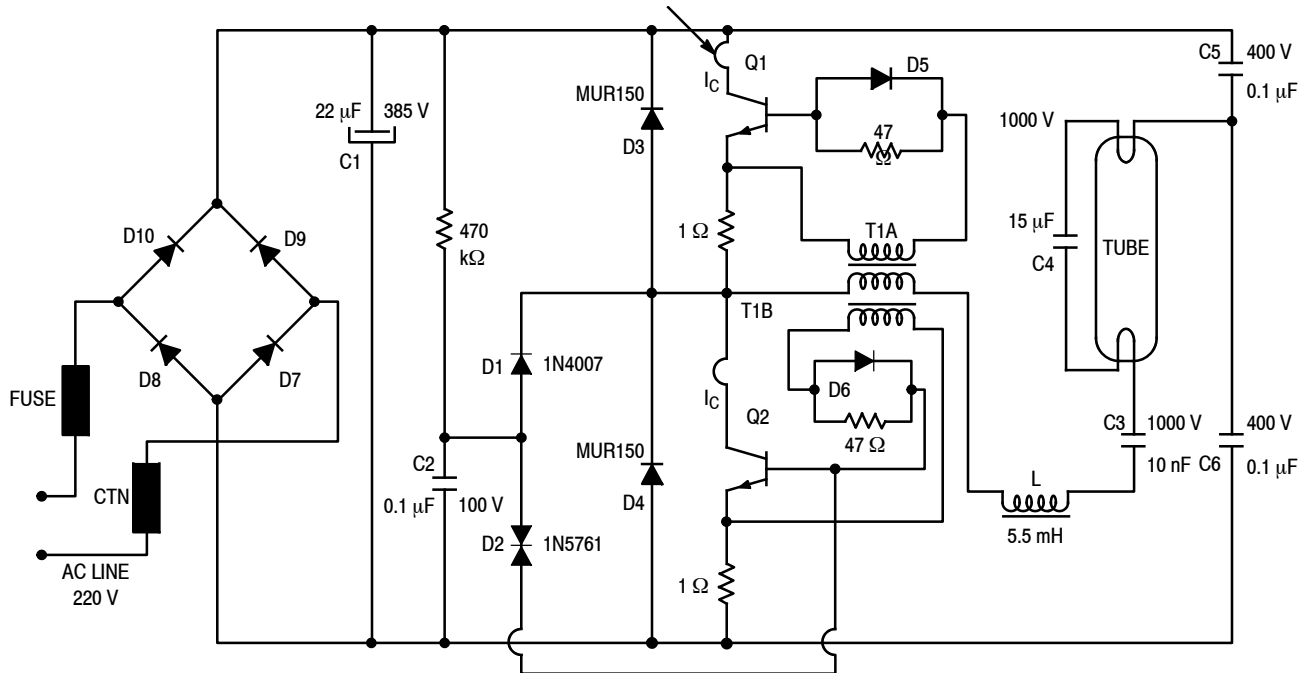 C5
400 V
0.1 μF
Q1
I_C
D5
MUR150
D3
22 μF
385 V
C1
47
Ω
1000 V
D10
D9
470
kΩ
1 Ω
T1A
15 μF
C4
TUBE
T1B
D8
D7
FUSE
D1
1N4007
D6
I_C
Q2
47 Ω
C3
1000 V
10 nF
400 V
C6
0.1 μF
MUR150
D4
C2
0.1 μF
100 V
CTN
L
5.5 mH
D2
1N5761
AC LINE
220 V
1 Ω